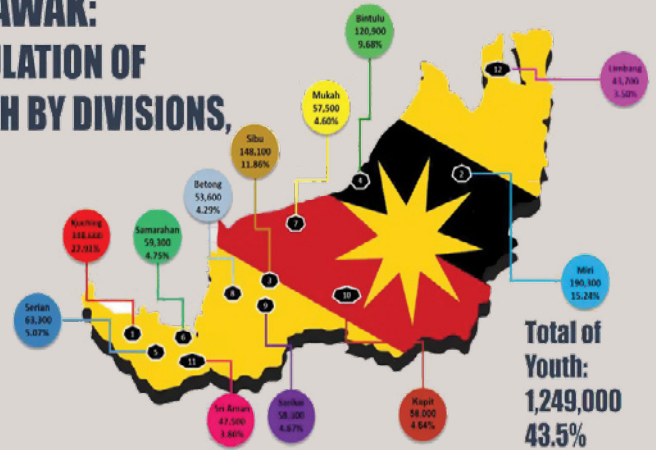 AWAK:
ULATION OF
H BY DIVISIONS,
Bintulu
120,900
9.68%
Limbang
43,700
3.50%
Mukah
57,500
4.60%
Sibu
148,100
11.86%
Betong
53,600
4.29%
Kuching
27.91%
Samarahan
59,300
4.75%
Serian
63,300
5.07%
Miri
190,300
15.24%
Sri Aman
47,500
3.80%
Sarikei
58,300
4.67%
Kapit
58,000
4.64%
12
2
4
7
8
9
10
6
5
11
Total of
Youth:
1,249,000
43.5%